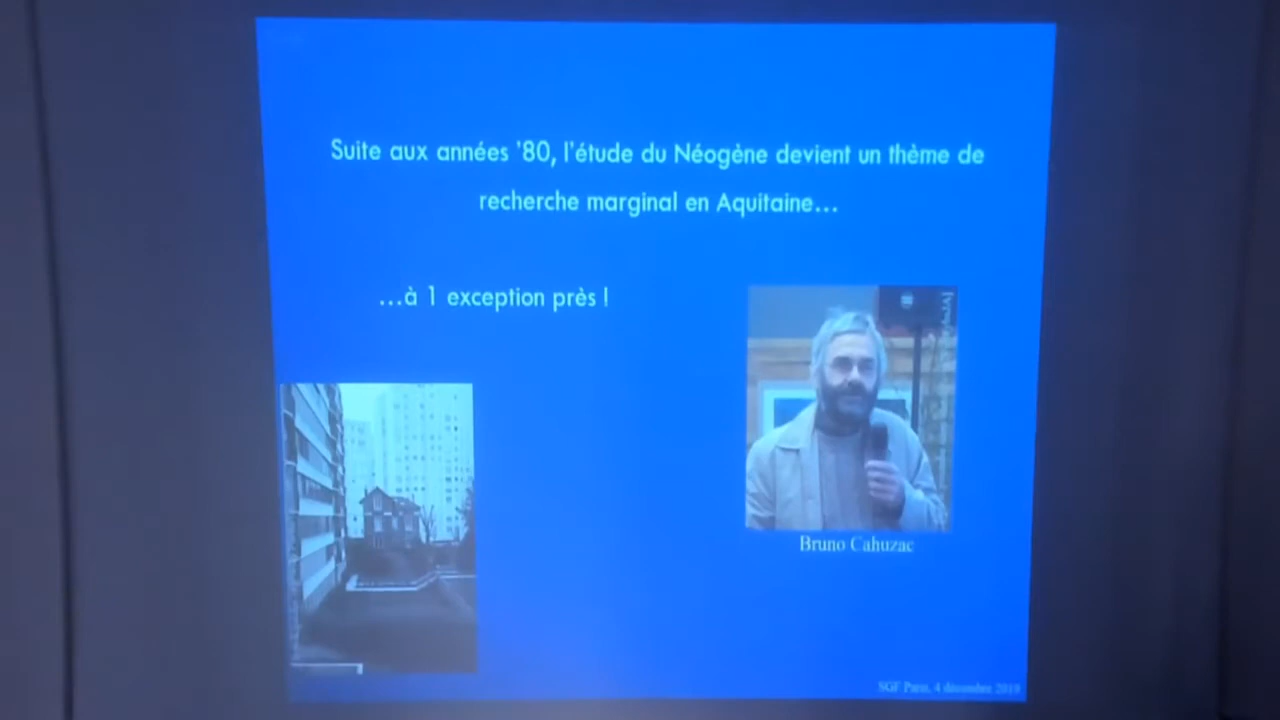 Suite aux années '80, l'étude du Néogène devient un thème de
recherche marginal en Aquitaine...
...à 1 exception près !
Bruno Cahuzac
SGF Paris, 4 décembre 2019